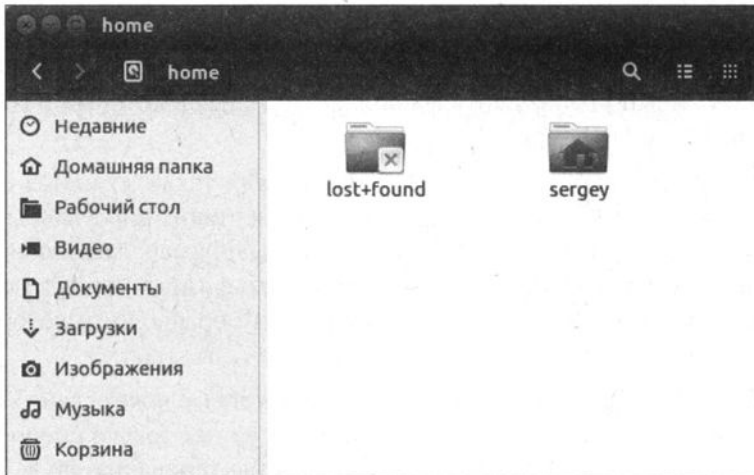 home
home
Недавние
Домашняя папка
Рабочий стол
Видео
Документы
Загрузки
Изображения
Музыка
Корзина
lost+found
sergey